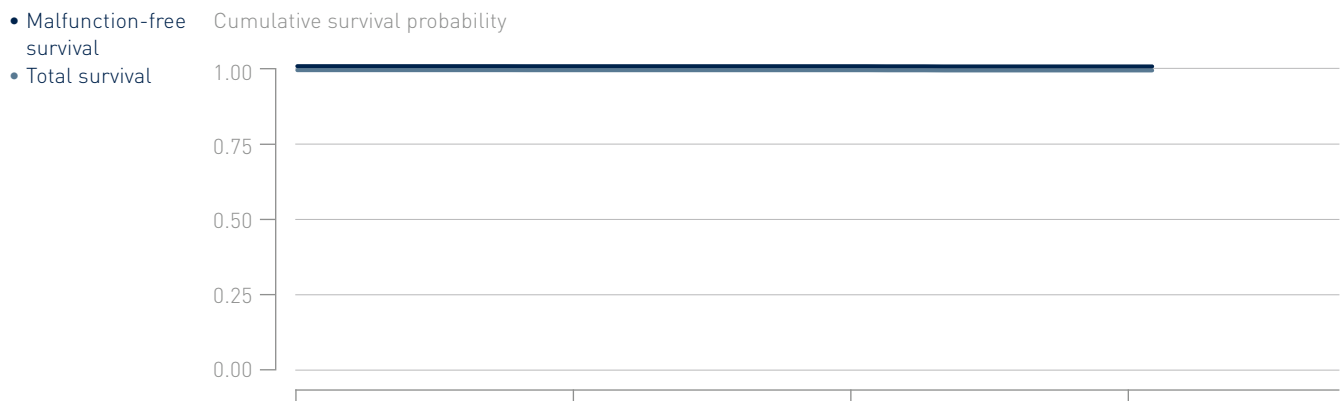 • Malfunction-free
survival
• Total survival
Cumulative survival probability
1.00
0.75
0.50
0.25
0.00